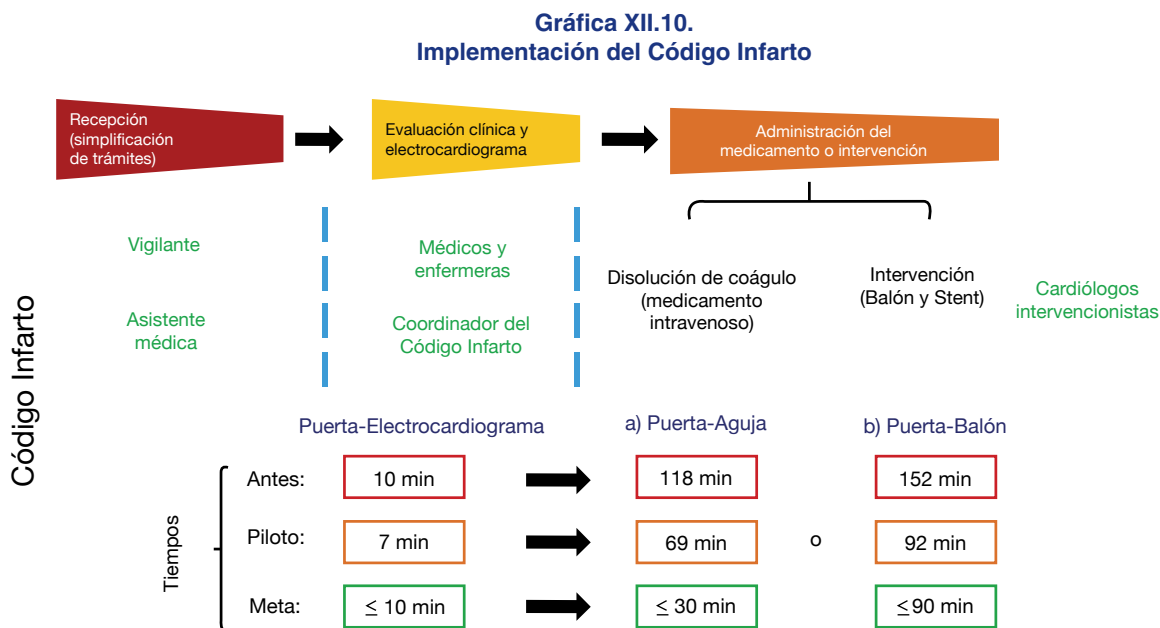 Gráfica XII.10.
Implementación del Código Infarto
Recepción
(simplificación
de trámites)
Evaluación clínica y
electrocardiograma
Administración del
medicamento o intervención
Vigilante
Asistente
médica
Médicos y
enfermeras
Coordinador del
Código Infarto
Disolución de coágulo
(medicamento
intravenoso)
Intervención
(Balón y Stent)
Cardiólogos
intervencionistas
Código Infarto
Puerta-Electrocardiograma
a) Puerta-Aguja
b) Puerta-Balón
Tiempos
Antes: 10 min 118 min 152 min
Piloto: 7 min 69 min o 92 min
Meta: ≤ 10 min ≤ 30 min ≤ 90 min